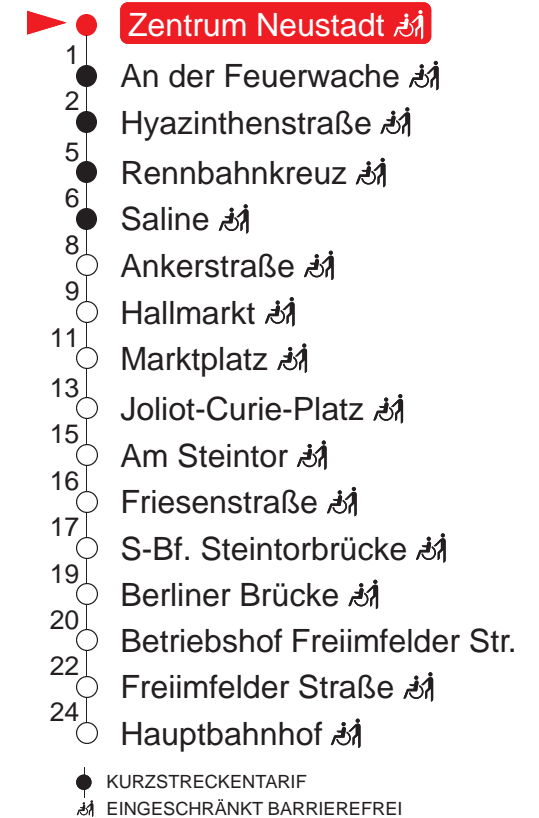 Zentrum Neustadt
1
An der Feuerwache
2
Hyazinthenstraße
5
Rennbahnkreuz
6
Saline
8
Ankerstraße
9
Hallmarkt
11
Marktplatz
13
Joliot-Curie-Platz
15
Am Steintor
16
Friesenstraße
17
S-Bf. Steintorbrücke
19
Berliner Brücke
20
Betriebshof Freiimfelder Str.
22
Freiimfelder Straße
24
Hauptbahnhof
KURZSTRECKENTARIF
EINGESCHRÄNKT BARRIEREFREI